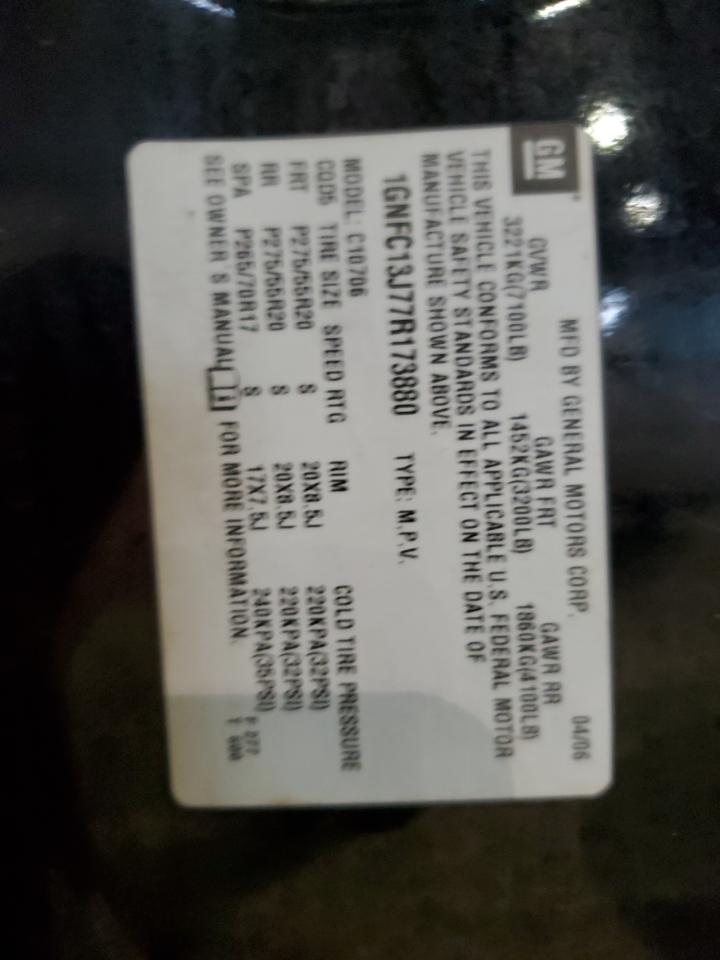 GM
MFD BY GENERAL MOTORS CORP. 04/06
GVWR GAWR FRT GAWR RR
3221KG(7100LB) 1452KG(3200LB) 1860KG(4100LB)
THIS VEHICLE CONFORMS TO ALL APPLICABLE U.S. FEDERAL MOTOR
VEHICLE SAFETY STANDARDS IN EFFECT ON THE DATE OF
MANUFACTURE SHOWN ABOVE.
1GNFC13J77R173880 TYPE: M.P.V.
MODEL: C10706
TIRE SIZE SPEED RTG RIM COLD TIRE PRESSURE
FRT P275/55R20 S 20X8.5J 220KPA(32PSI)
RR P275/55R20 S 20X8.5J 220KPA(32PSI)
SPA P265/70R17 S 17X7.5J 240KPA(35PSI)
SEE OWNER S MANUAL FOR MORE INFORMATION.